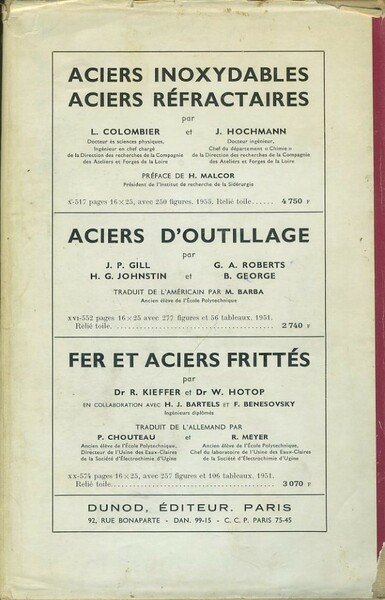 ACIERS INOXYDABLES
ACIERS RÉFRACTAIRES
par
L. COLOMBIER et J. HOCHMANN
Docteur ès sciences physiques, Docteur ingénieur,
Ingénieur en chef chargé Chef du département « Chimie »
de la Direction des recherches de la Compagnie de la Direction des recherches de la Compagnie
des Ateliers et Forges de la Loire des Ateliers et Forges de la Loire
PRÉFACE DE H. MALCOR
Président de l'Institut de recherche de la Sidérurgie
x-517 pages 16 × 25, avec 250 figures. 1955. Relié toile...... 4 750 F
ACIERS D'OUTILLAGE
par
J. P. GILL G. A. ROBERTS
H. G. JOHNSTIN et B. GEORGE
TRADUIT DE L'AMÉRICAIN PAR M. BARBA
Ancien élève de l'École Polytechnique
xvi-552 pages 16 × 25 avec 277 figures et 56 tableaux. 1951.
Relié toile........................................ 2 740 F
FER ET ACIERS FRITTÉS
par
Dr R. KIEFFER et Dr W. HOTOP
EN COLLABORATION AVEC H. J. BARTELS ET F. BENESOVSKY
Ingénieurs diplômés
TRADUIT DE L'ALLEMAND PAR
P. CHOUTEAU et R. MEYER
Ancien élève de l'École Polytechnique, Ancien élève de l'École Polytechnique,
Directeur de l'Usine des Eaux-Claires Chef du laboratoire de l'Usine des Eaux-Claires
de la Société d'Électrochimie d'Ugine de la Société d'Électrochimie d'Ugine
xx-574 pages 16 × 25, avec 257 figures et 106 tableaux. 1951.
Relié toile........................................ 3 070 F
DUNOD, ÉDITEUR, PARIS
92, RUE BONAPARTE - DAN. 99-15 - C. C. P. PARIS 75-45